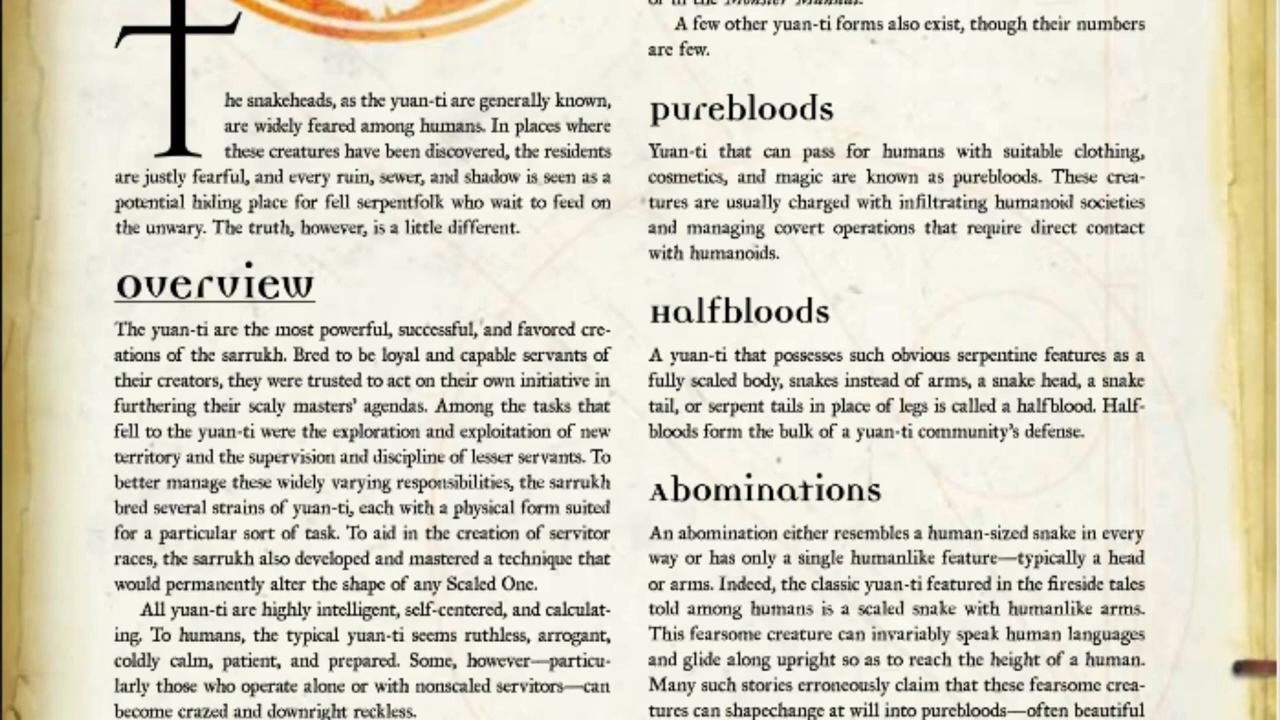 The snakeheads, as the yuan-ti are generally known,
are widely feared among humans. In places where
these creatures have been discovered, the residents
are justly fearful, and every ruin, sewer, and shadow is seen as a
potential hiding place for fell serpentfolk who wait to feed on
the unwary. The truth, however, is a little different.
overview
The yuan-ti are the most powerful, successful, and favored cre-
ations of the sarrukh. Bred to be loyal and capable servants of
their creators, they were trusted to act on their own initiative in
furthering their scaly masters' agendas. Among the tasks that
fell to the yuan-ti were the exploration and exploitation of new
territory and the supervision and discipline of lesser servants. To
better manage these widely varying responsibilities, the sarrukh
bred several strains of yuan-ti, each with a physical form suited
for a particular sort of task. To aid in the creation of servitor
races, the sarrukh also developed and mastered a technique that
would permanently alter the shape of any Scaled One.
All yuan-ti are highly intelligent, self-centered, and calculat-
ing. To humans, the typical yuan-ti seems ruthless, arrogant,
coldly calm, patient, and prepared. Some, however—particu-
larly those who operate alone or with nonscaled servitors—can
become crazed and downright reckless.
or in the Monster Manual.
A few other yuan-ti forms also exist, though their numbers
are few.
purebloods
Yuan-ti that can pass for humans with suitable clothing,
cosmetics, and magic are known as purebloods. These crea-
tures are usually charged with infiltrating humanoid societies
and managing covert operations that require direct contact
with humanoids.
Halfbloods
A yuan-ti that possesses such obvious serpentine features as a
fully scaled body, snakes instead of arms, a snake head, a snake
tail, or serpent tails in place of legs is called a halfblood. Half-
bloods form the bulk of a yuan-ti community's defense.
Abominations
An abomination either resembles a human-sized snake in every
way or has only a single humanlike feature—typically a head
or arms. Indeed, the classic yuan-ti featured in the fireside tales
told among humans is a scaled snake with humanlike arms.
This fearsome creature can invariably speak human languages
and glide along upright so as to reach the height of a human.
Many such stories erroneously claim that these fearsome crea-
tures can shapechange at will into purebloods—often beautiful